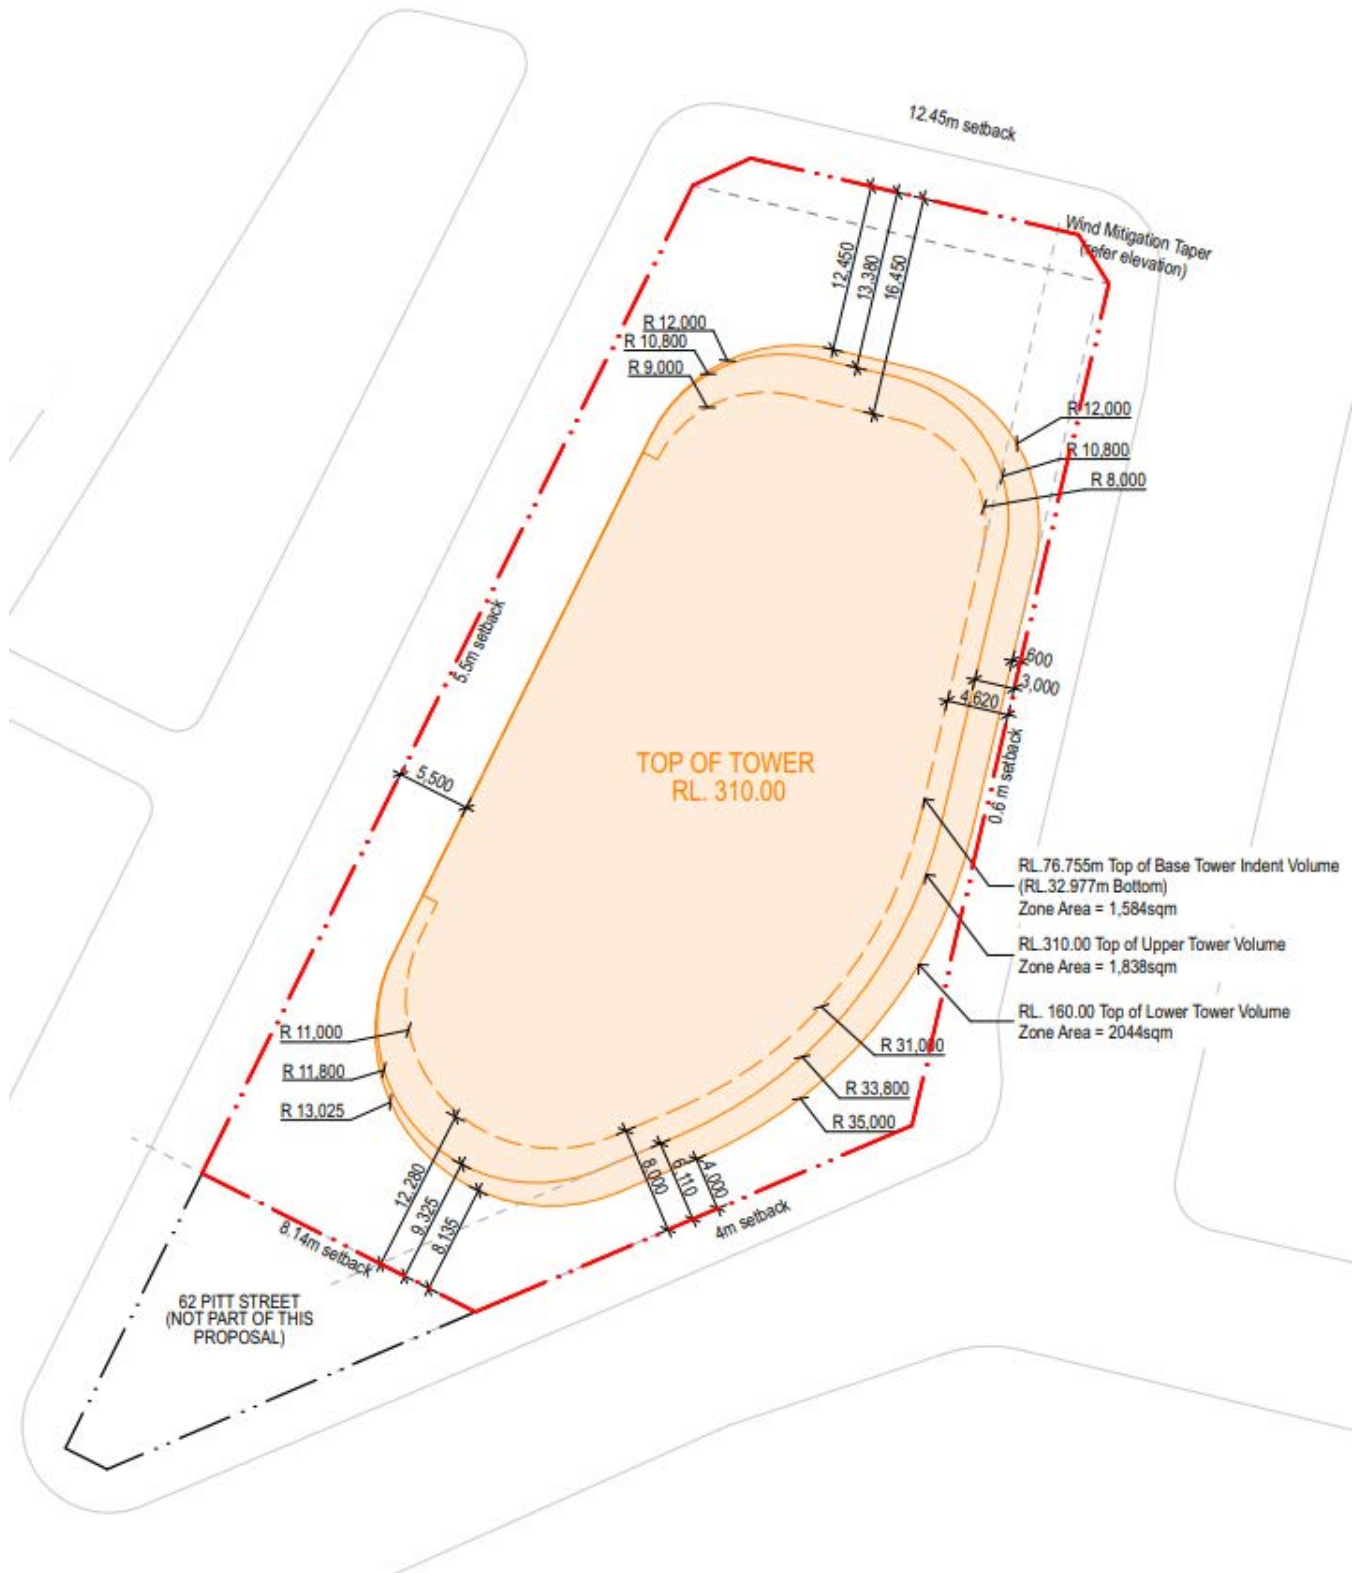 12.45m setback
Wind Mitigation Taper
(refer elevation)
12,450
13,380
16,450
R 12,000
R 10,800
R 9,000
R 12,000
R 10,800
R 8,000
5.5m setback
600
3,000
4,620
TOP OF TOWER
RL. 310.00
5,500
0.6 m setback
RL.76.755m Top of Base Tower Indent Volume
(RL.32.977m Bottom)
Zone Area = 1,584sqm
RL.310.00 Top of Upper Tower Volume
Zone Area = 1,838sqm
RL. 160.00 Top of Lower Tower Volume
Zone Area = 2044sqm
R 11,000
R 11,800
R 13,025
R 31,000
R 33,800
R 35,000
12,280
9,325
8,135
8,000
6,110
4,000
8.14m setback
4m setback
62 PITT STREET
(NOT PART OF THIS
PROPOSAL)